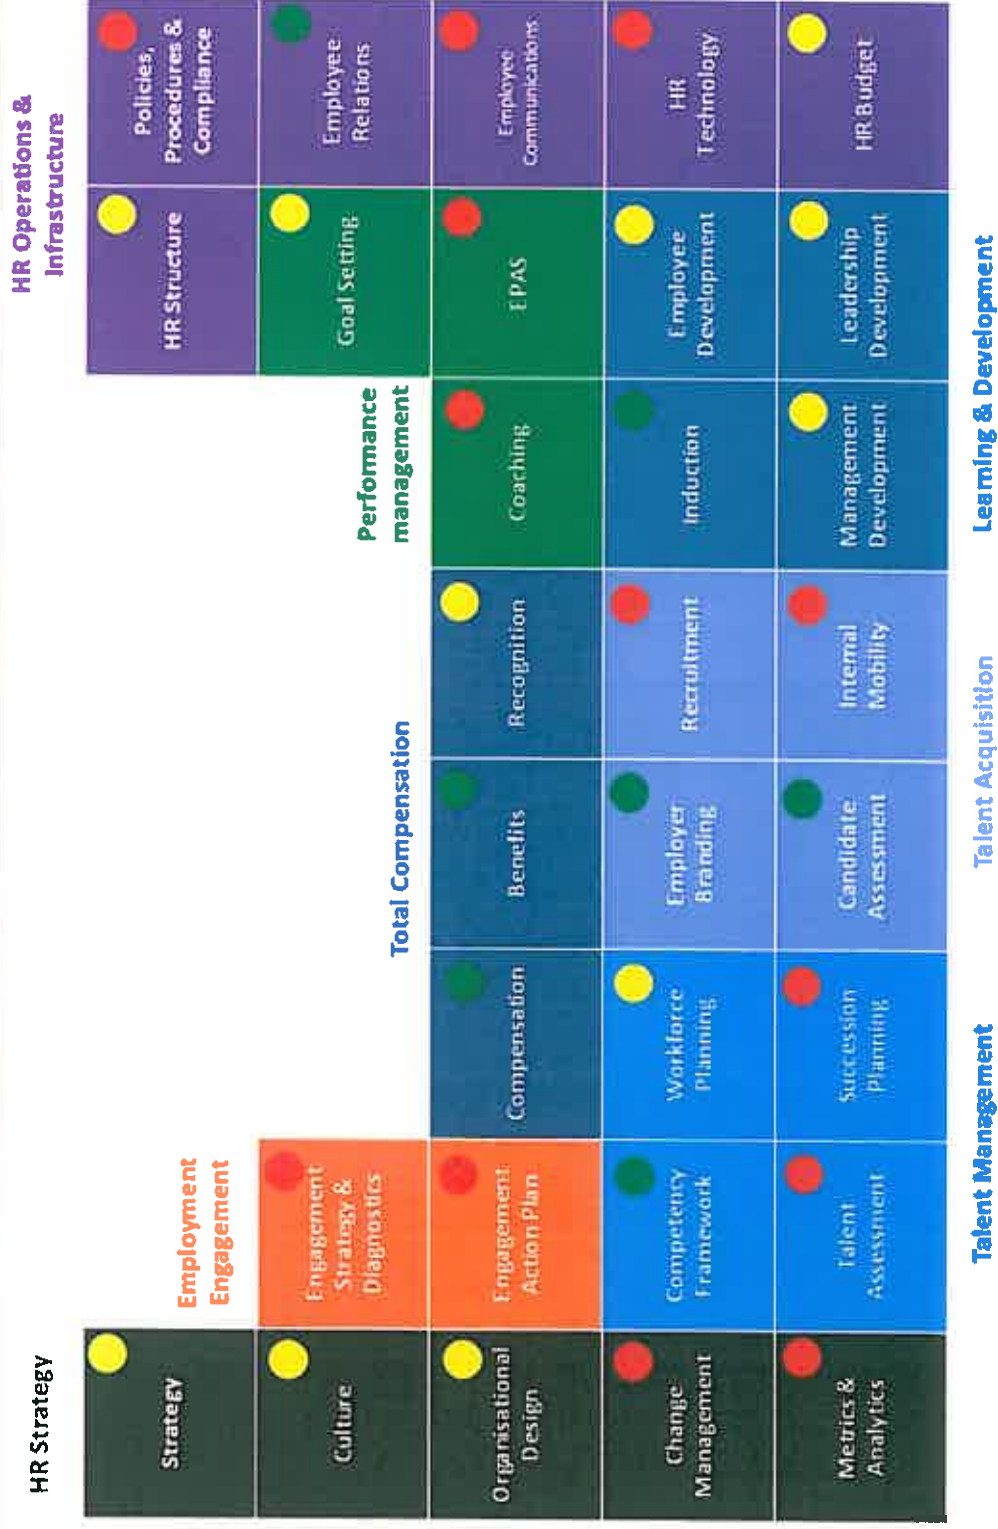 HR Strategy
HR Operations &
Infrastructure
Strategy
Employment
Engagement
HR Structure
Policies,
Procedures &
Compliance
Culture
Engagement
Strategy &
Diagnostics
Performance
management
Goal Setting
Employee
Relations
Total Compensation
Organisational
Design
Engagement
Action Plan
Compensation
Benefits
Recognition
Coaching
EPAS
Employee
Communications
Change
Management
Competency
Framework
Workforce
Planning
Employer
Branding
Recruitment
Induction
Employee
Development
HR
Technology
Metrics &
Analytics
Talent
Assessment
Succession
Planning
Candidate
Assessment
Internal
Mobility
Management
Development
Leadership
Development
HR Budget
Talent Management
Talent Acquisition
Learning & Development